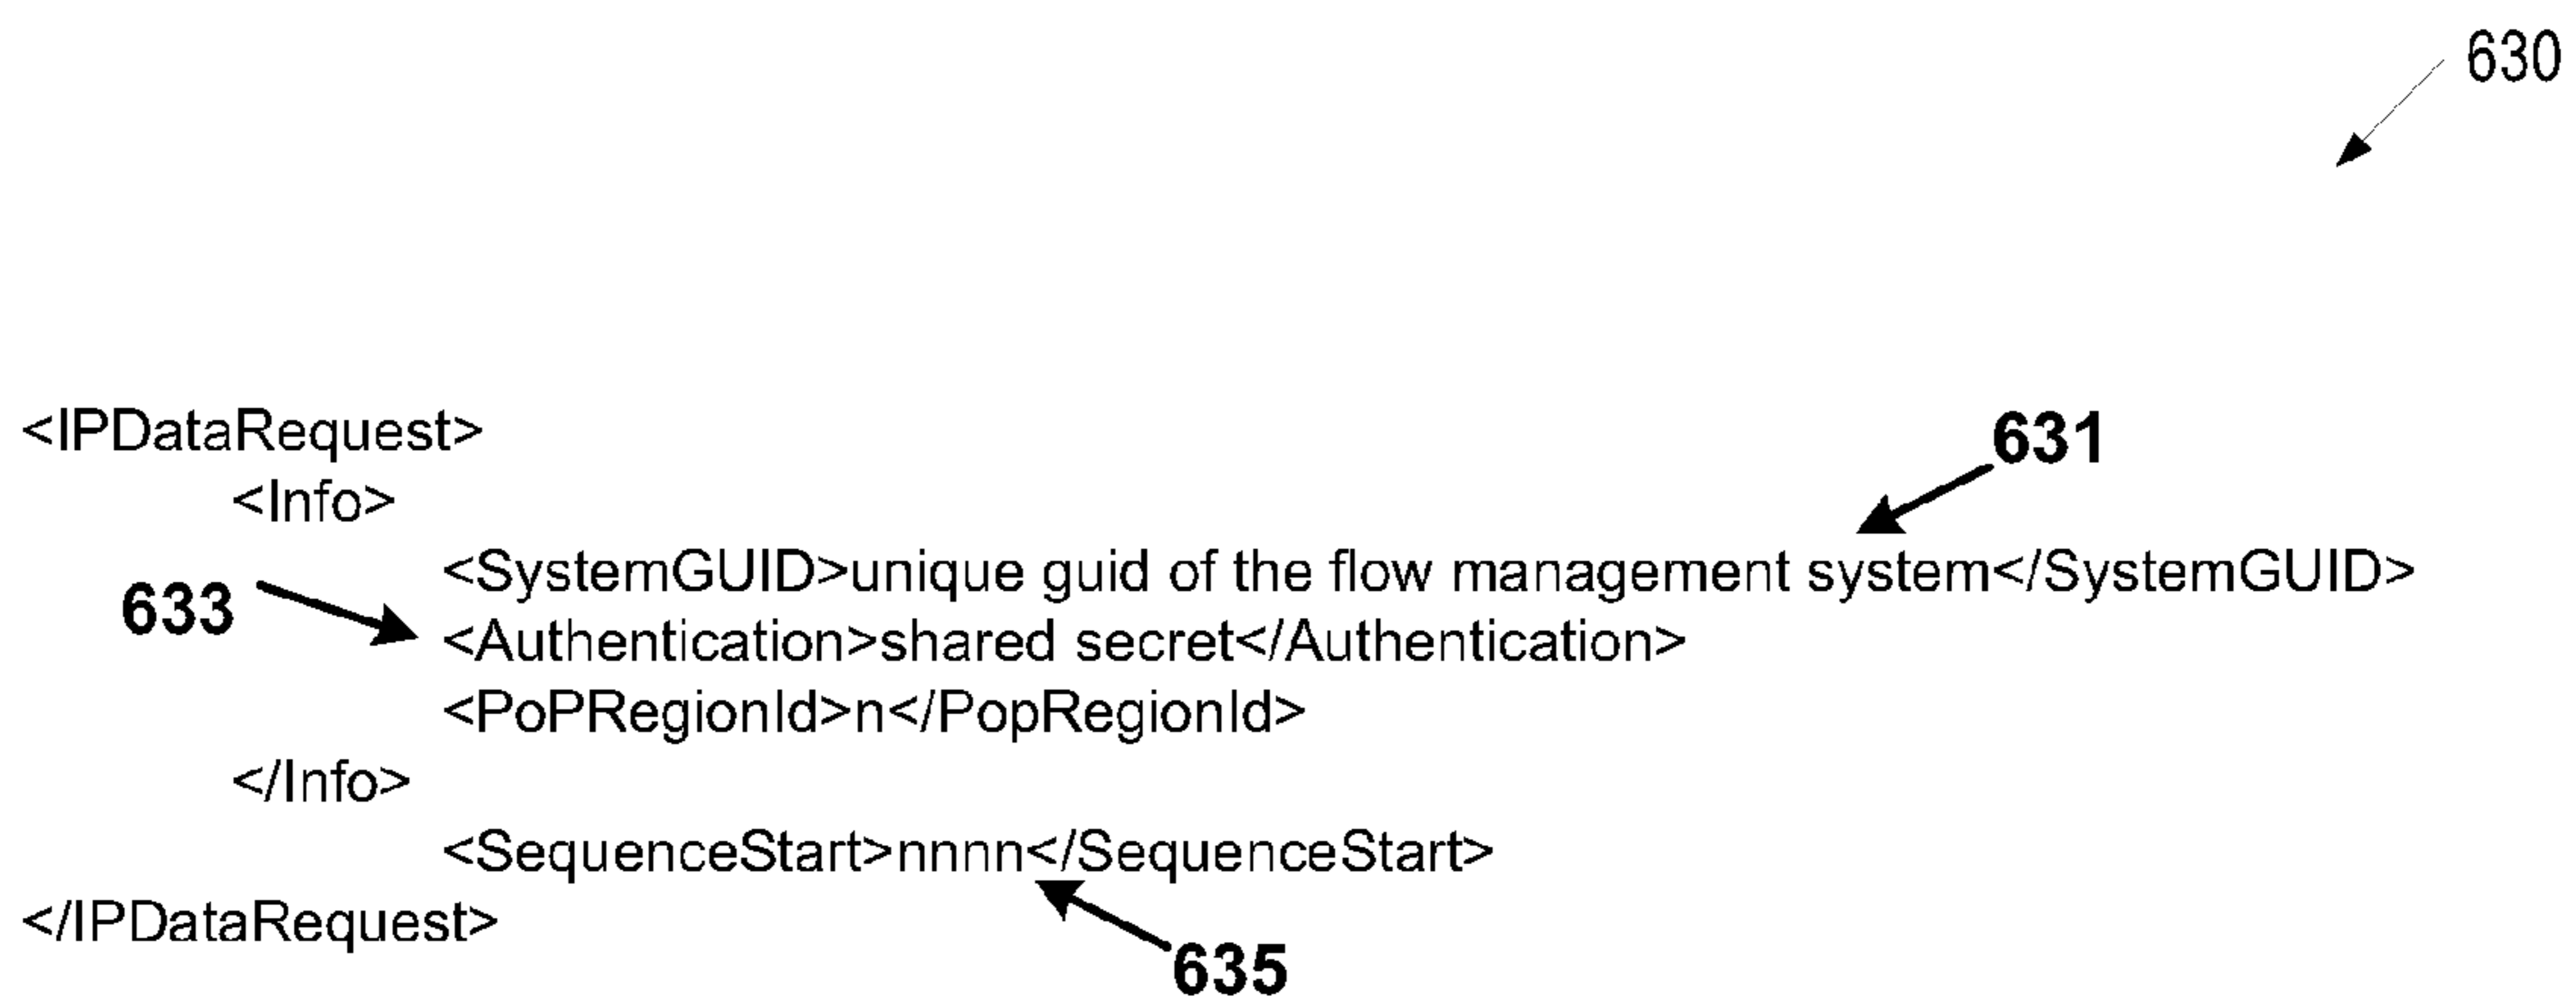 630
<IPDataRequest>
631
<Info>
<SystemGUID>unique guid of the flow management system</SystemGUID>
633
<Authentication>shared secret</Authentication>
<PoPRegionId>n</PopRegionId>
</Info>
<SequenceStart>nnnn</SequenceStart>
</IPDataRequest>
635